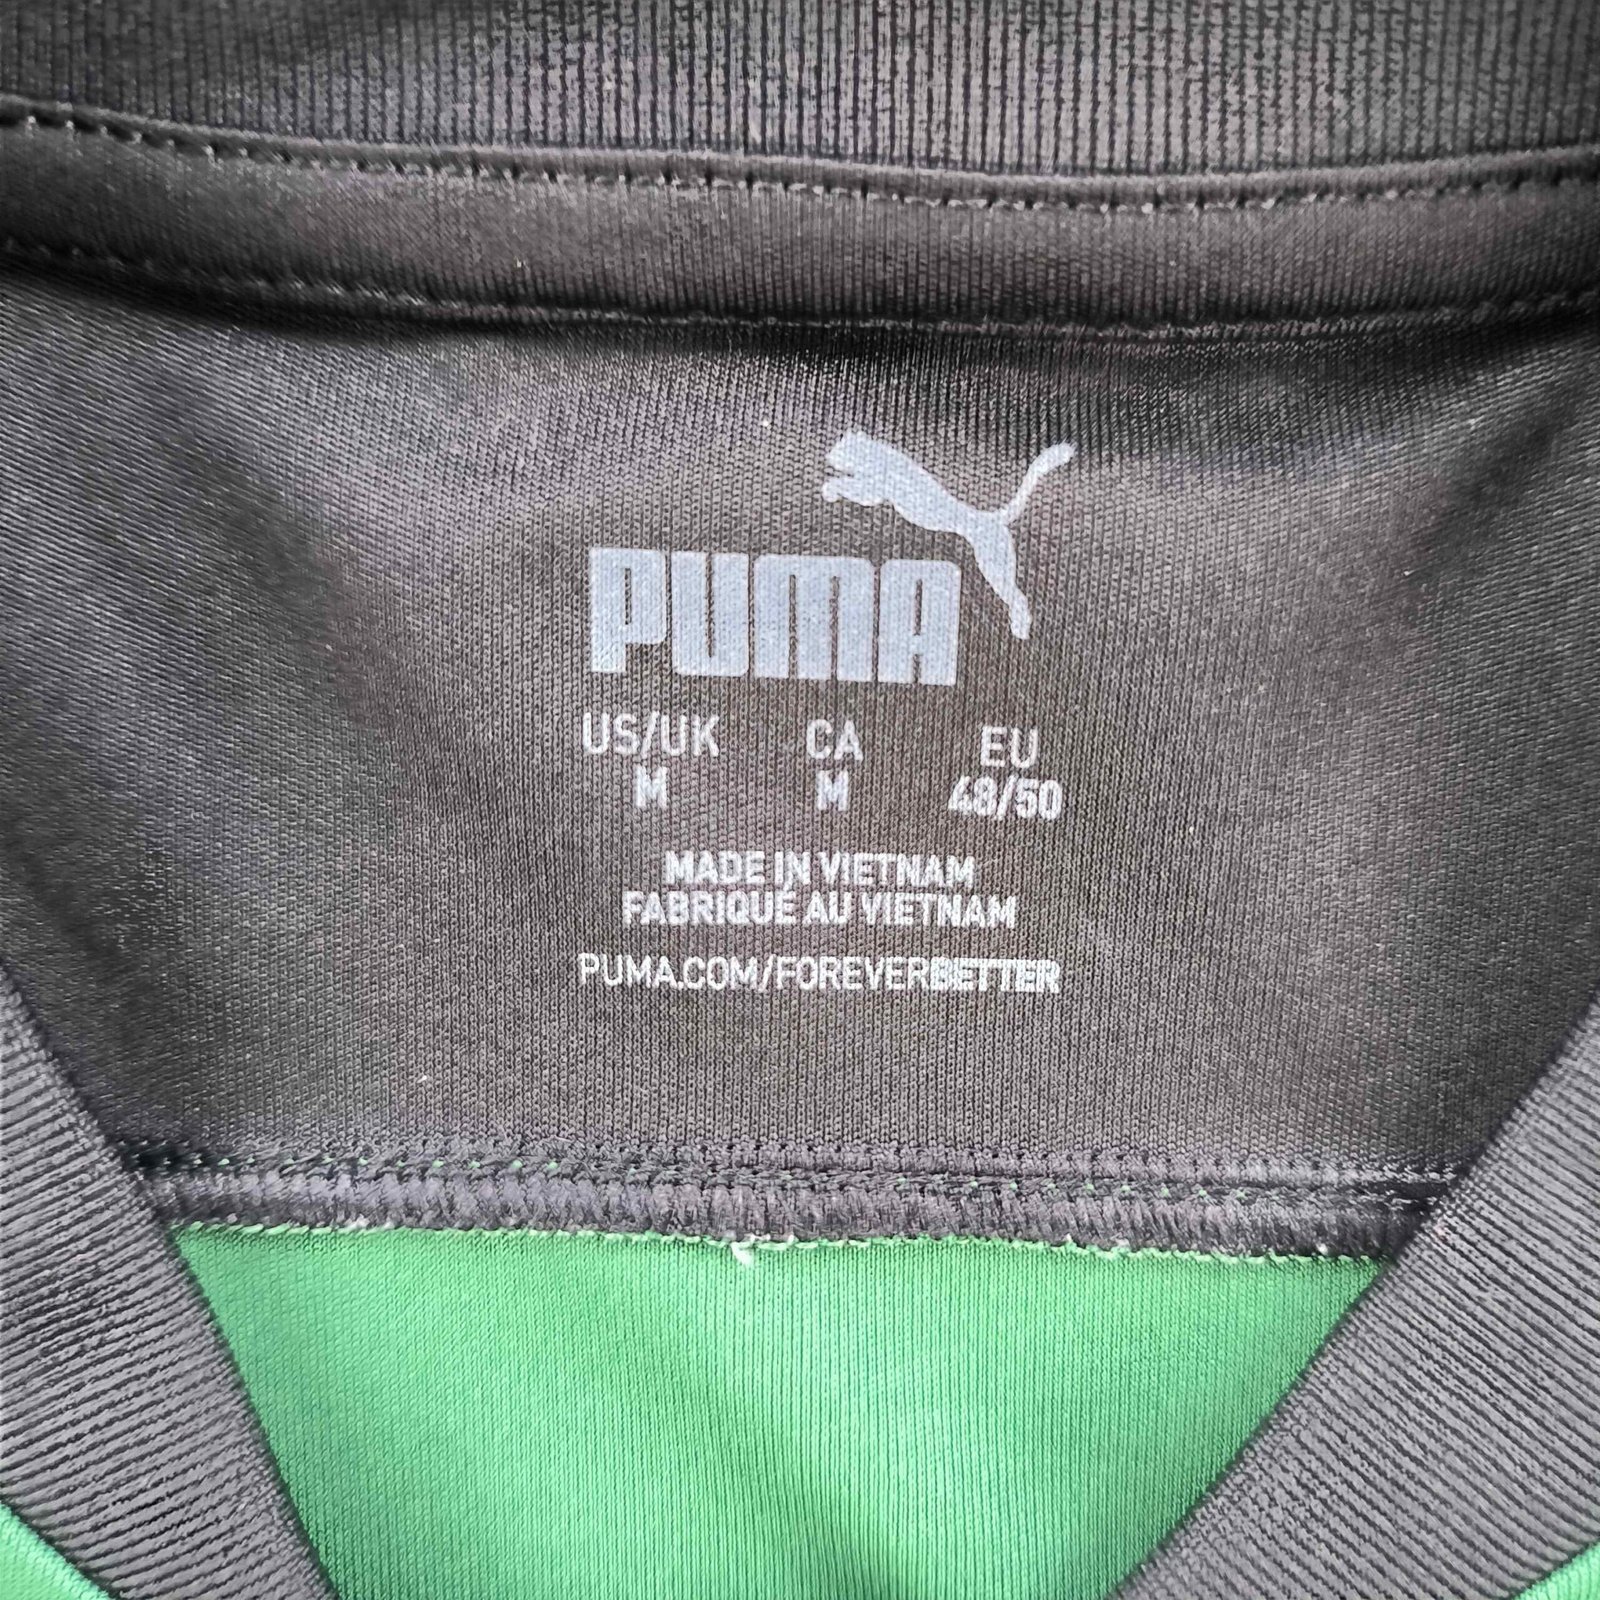 PUMA
US/UK CA EU
M M 48/50
MADE IN VIETNAM
FABRIQUÉ AU VIETNAM
PUMA.COM/FOREVERBETTER